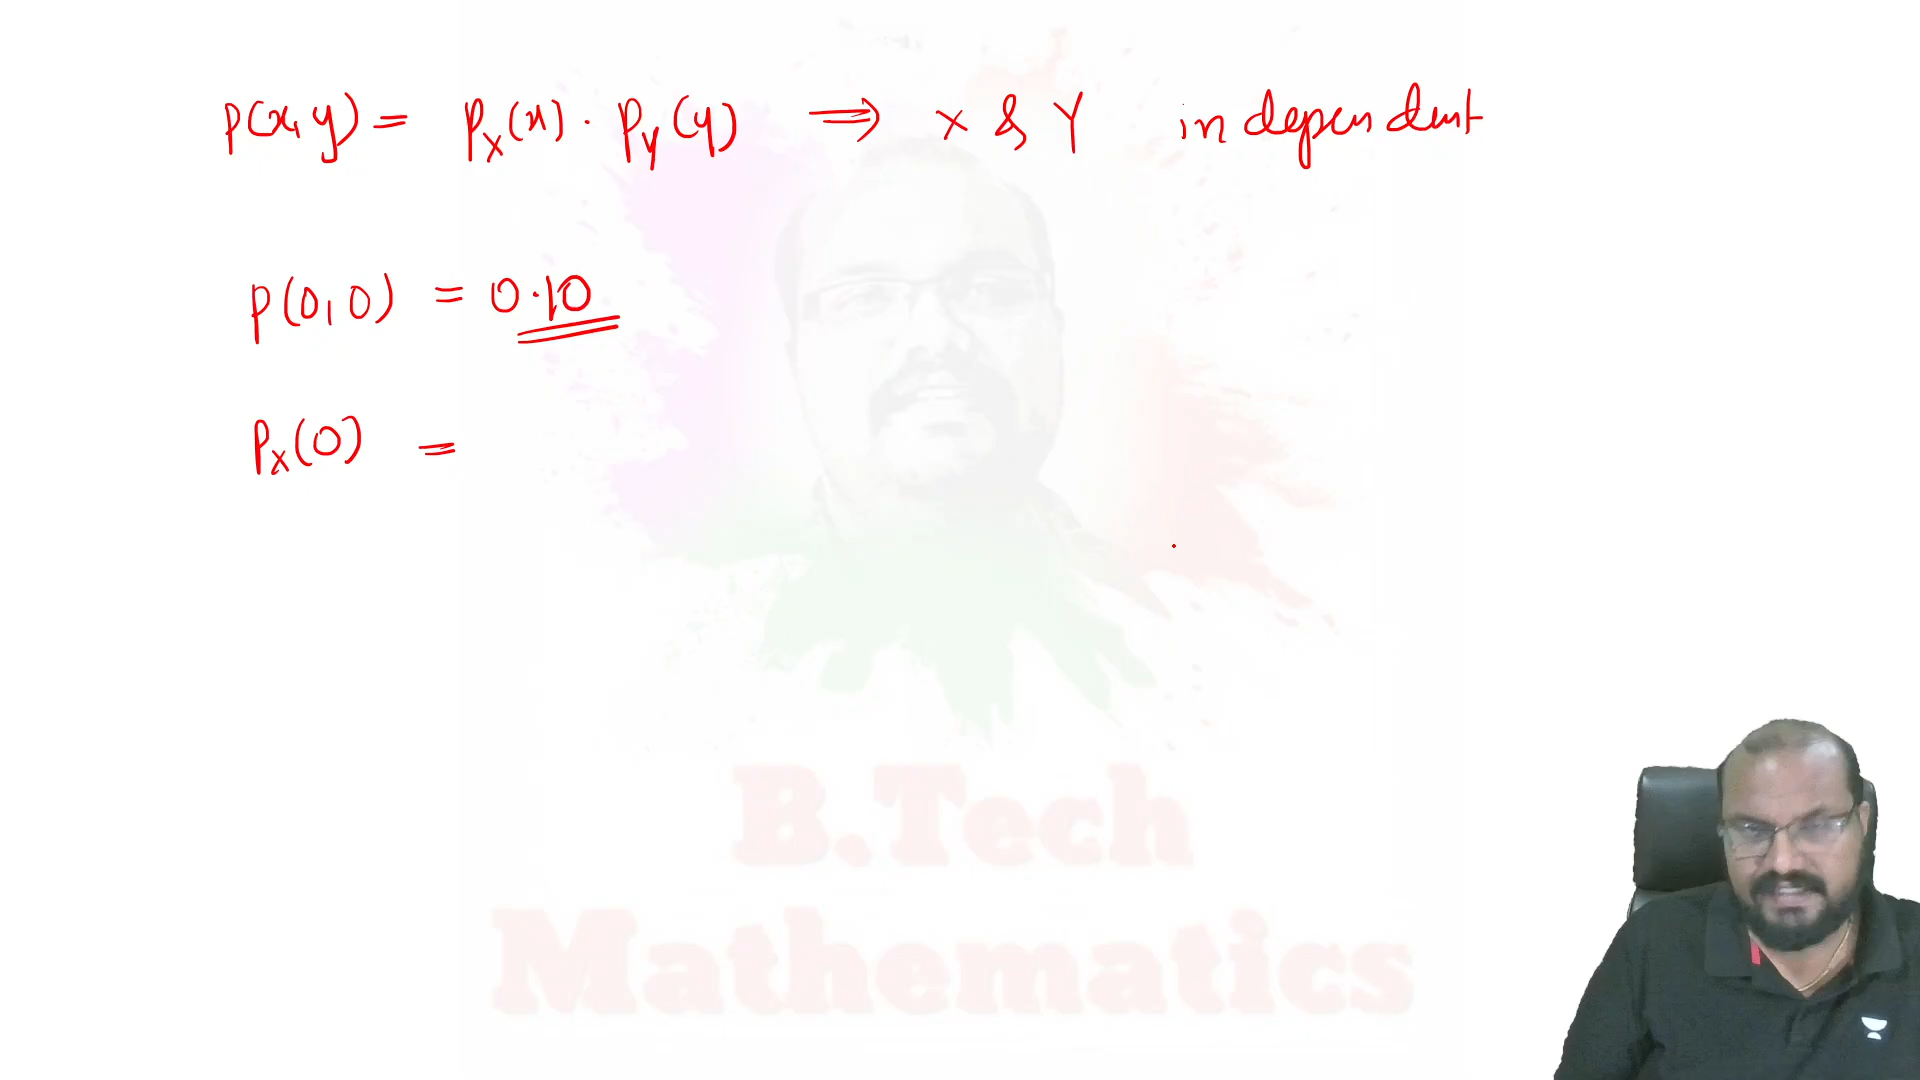 p(x, y) = pX(x) · pY(y) ⟹ X & Y independent
p(0, 0) = 0.10
pX(0) =
B.Tech
Mathematics